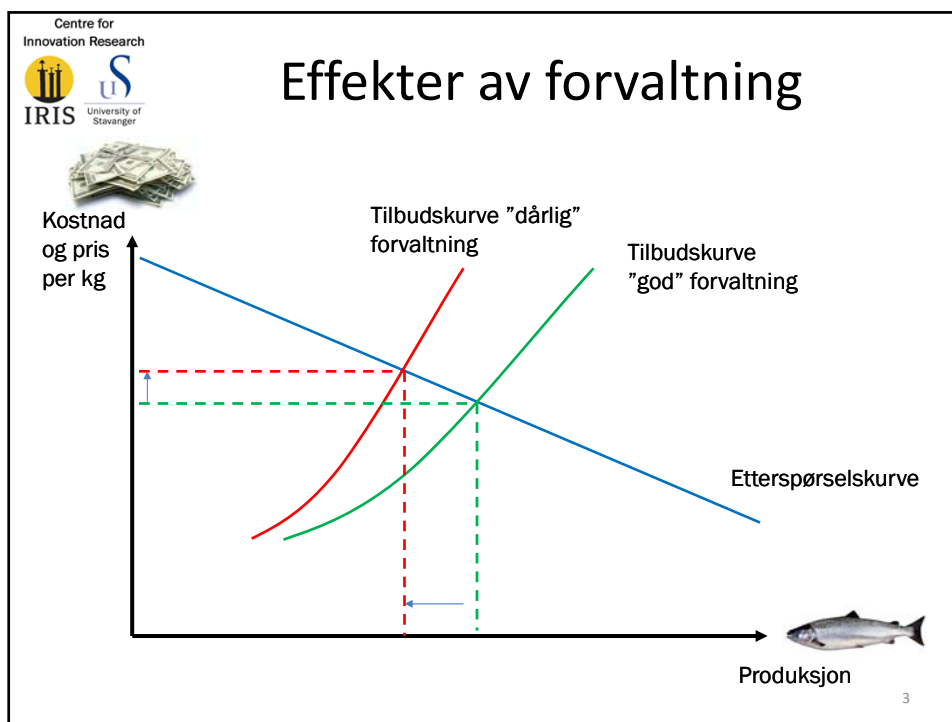 Centre for
Innovation Research
IRIS
uS
University of
Stavanger
Effekter av forvaltning
Kostnad
og pris
per kg
Tilbudskurve ”dårlig”
forvaltning
Tilbudskurve
”god” forvaltning
Etterspørselskurve
Produksjon
3